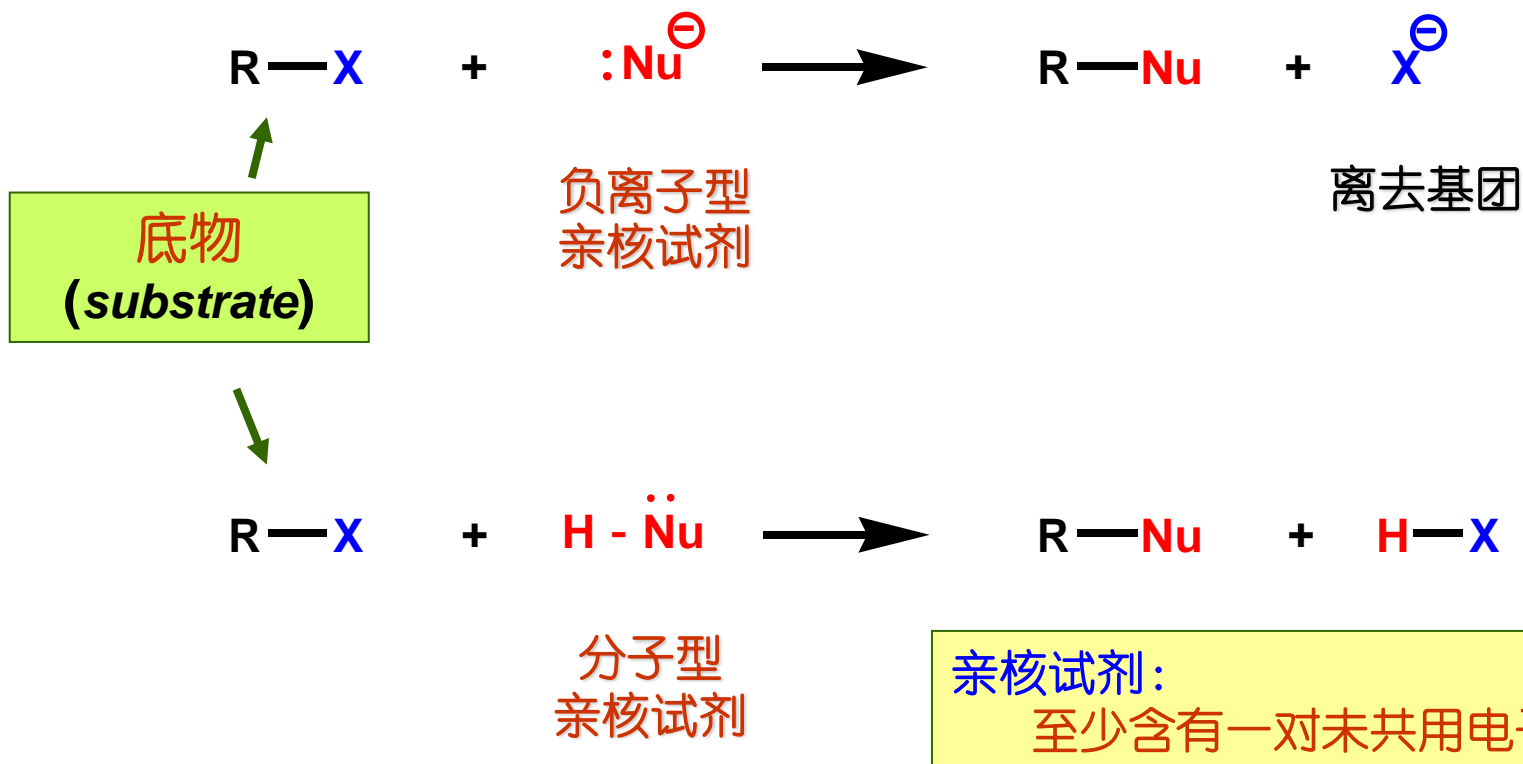 R—X + :Nu⊖ → R—Nu + X⊖
负离子型
亲核试剂
离去基团
底物
(substrate)
R—X + H - N̈u → R—Nu + H—X
分子型
亲核试剂
亲核试剂:
至少含有一对未共用电